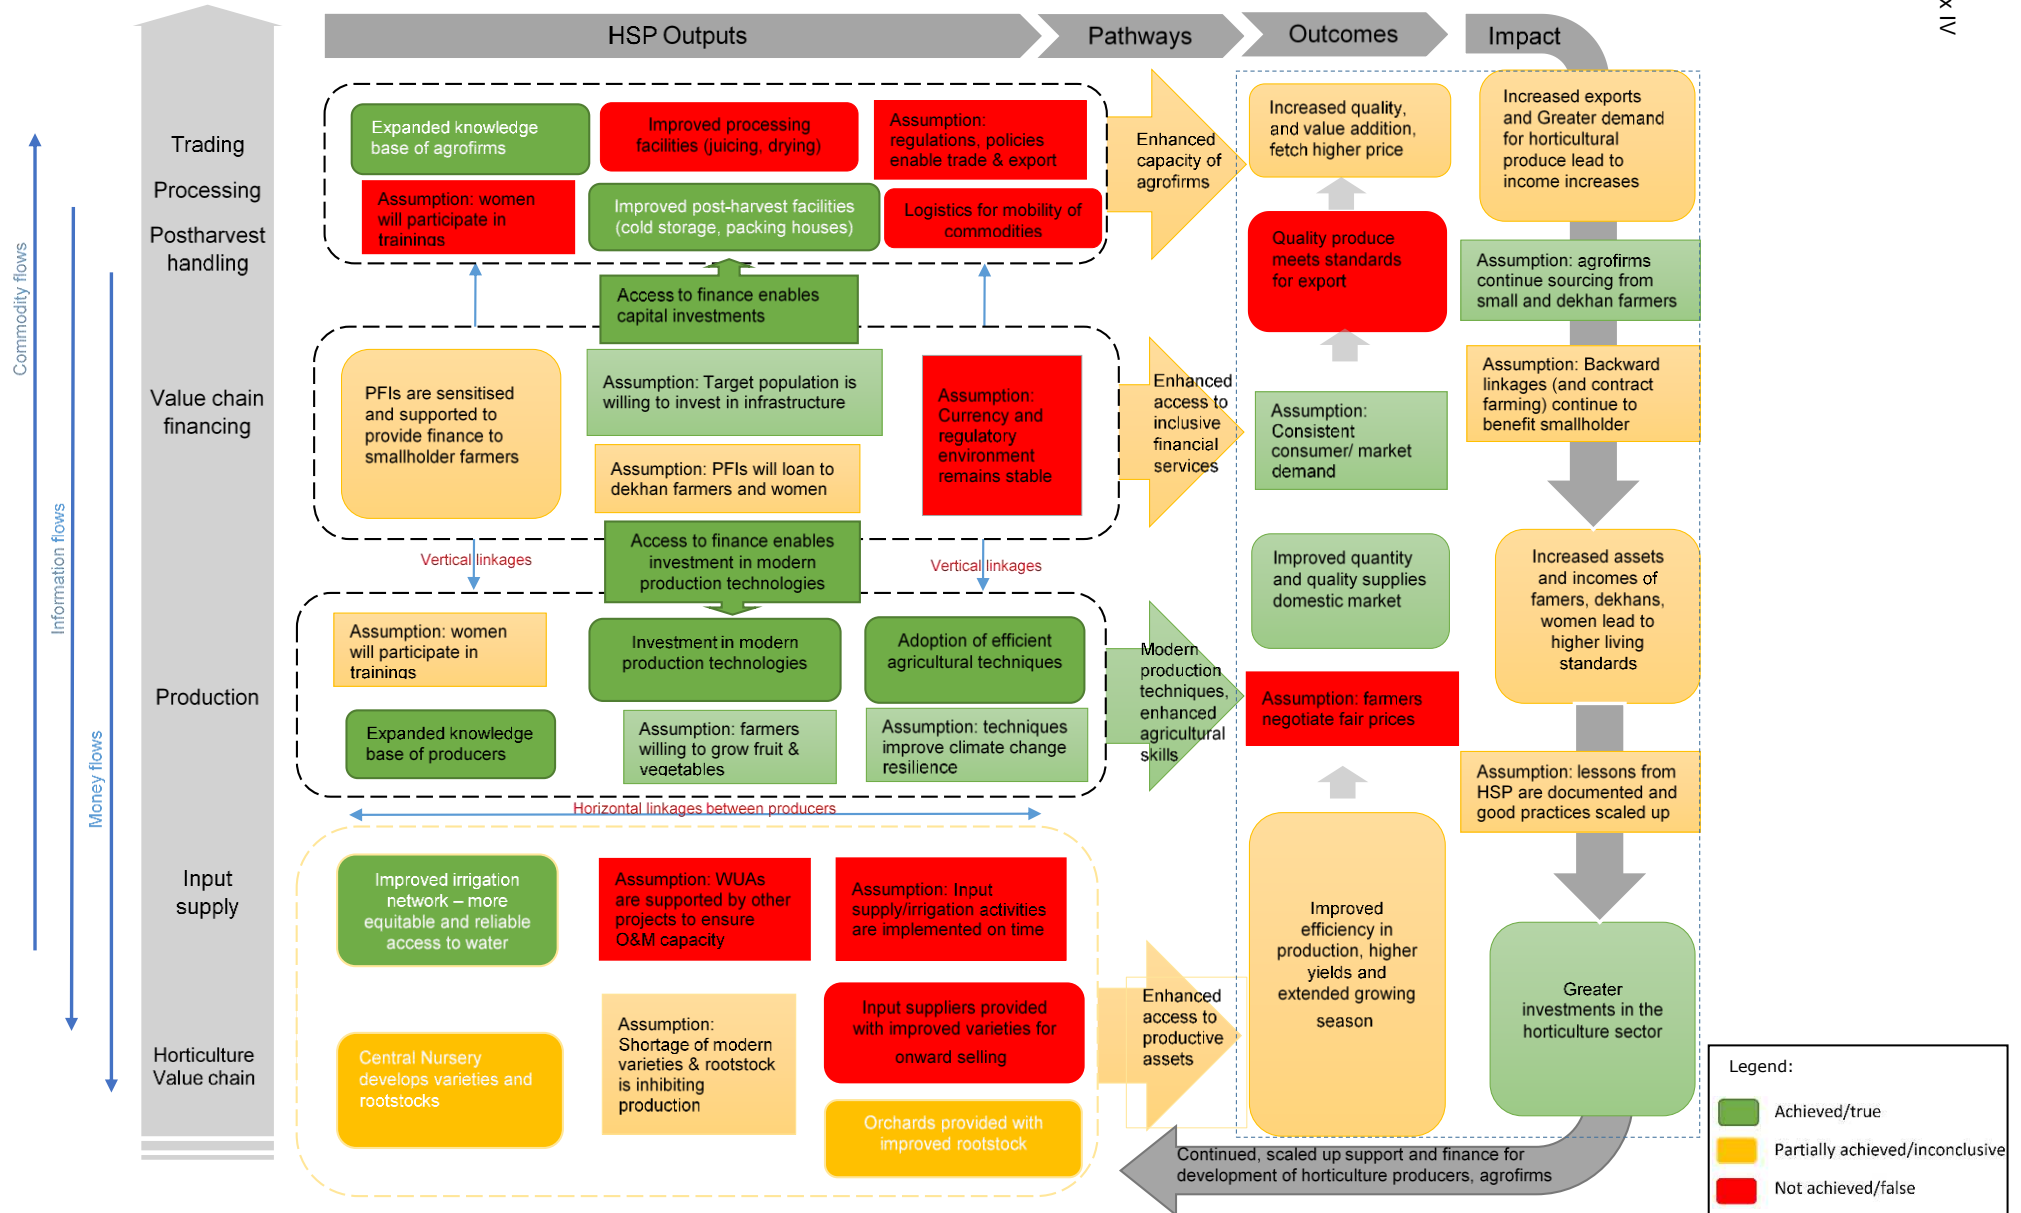 x IV
HSP Outputs
Pathways
Outcomes
Impact
Trading
Processing
Postharvest
handling
Value chain
financing
Production
Input
supply
Horticulture
Value chain
Commodity flows
Information flows
Money flows
Expanded knowledge
base of agrofirms
Improved processing
facilities (juicing, drying)
Assumption:
regulations, policies
enable trade & export
Assumption: women
will participate in
trainings
Improved post-harvest facilities
(cold storage, packing houses)
Logistics for mobility of
commodities
Access to finance enables
capital investments
PFIs are sensitised
and supported to
provide finance to
smallholder farmers
Assumption: Target population is
willing to invest in infrastructure
Assumption: PFIs will loan to
dekhan farmers and women
Assumption:
Currency and
regulatory
environment
remains stable
Access to finance enables
investment in modern
production technologies
Vertical linkages
Vertical linkages
Assumption: women
will participate in
trainings
Investment in modern
production technologies
Adoption of efficient
agricultural techniques
Expanded knowledge
base of producers
Assumption: farmers
willing to grow fruit &
vegetables
Assumption: techniques
improve climate change
resilience
Horizontal linkages between producers
Improved irrigation
network – more
equitable and reliable
access to water
Assumption: WUAs
are supported by other
projects to ensure
O&M capacity
Assumption: Input
supply/irrigation activities
are implemented on time
Central Nursery
develops varieties and
rootstocks
Assumption:
Shortage of modern
varieties & rootstock
is inhibiting
production
Input suppliers provided
with improved varieties for
onward selling
Orchards provided with
improved rootstock
Enhanced
capacity of
agrofirms
Enhanced
access to
inclusive
financial
services
Modern
production
techniques,
enhanced
agricultural
skills
Enhanced
access to
productive
assets
Increased quality,
and value addition,
fetch higher price
Quality produce
meets standards
for export
Assumption:
Consistent
consumer/ market
demand
Improved quantity
and quality supplies
domestic market
Assumption: farmers
negotiate fair prices
Improved
efficiency in
production, higher
yields and
extended growing
season
Increased exports
and Greater demand
for horticultural
produce lead to
income increases
Assumption: agrofirms
continue sourcing from
small and dekhan farmers
Assumption: Backward
linkages (and contract
farming) continue to
benefit smallholder
Increased assets
and incomes of
famers, dekhans,
women lead to
higher living
standards
Assumption: lessons from
HSP are documented and
good practices scaled up
Greater
investments in the
horticulture sector
Continued, scaled up support and finance for
development of horticulture producers, agrofirms
Legend:
Achieved/true
Partially achieved/inconclusive
Not achieved/false